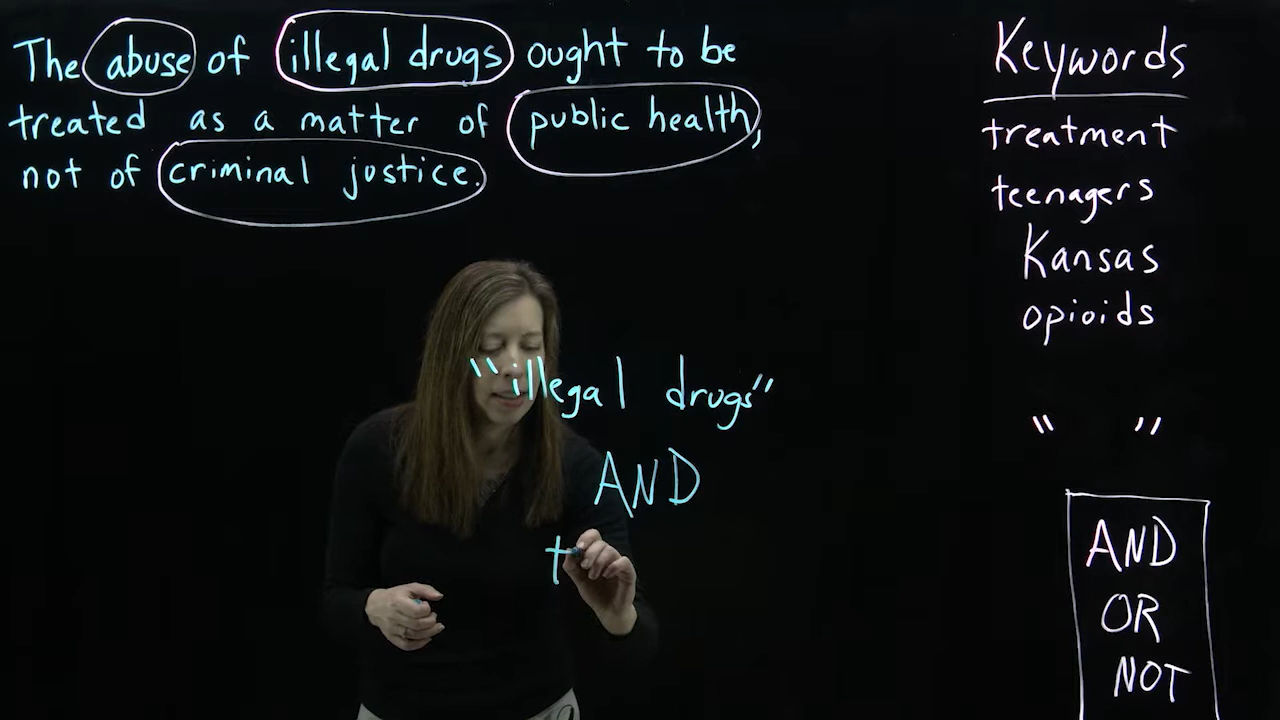 The abuse of illegal drugs ought to be
treated as a matter of public health,
not of criminal justice.
"illegal drugs"
AND
t
Keywords
treatment
teenagers
Kansas
opioids
" "
AND
OR
NOT